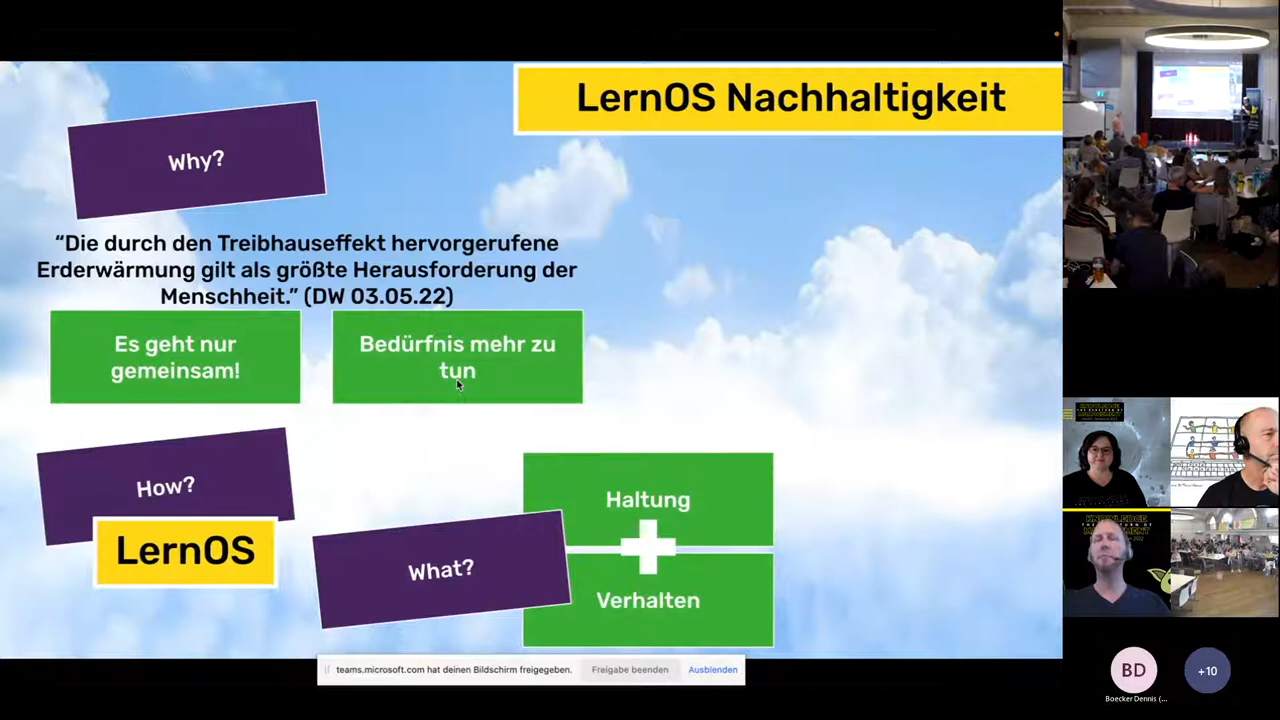 LernOS Nachhaltigkeit
Why?
“Die durch den Treibhauseffekt hervorgerufene
Erderwärmung gilt als größte Herausforderung der
Menschheit.” (DW 03.05.22)
Es geht nur
gemeinsam!
Bedürfnis mehr zu
tun
How?
LernOS
What?
Haltung
Verhalten
teams.microsoft.com hat deinen Bildschirm freigegeben.
Freigabe beenden
Ausblenden
KNOWLEDGE
MANAGEMENT
BD
Boecker Dennis (...
+10